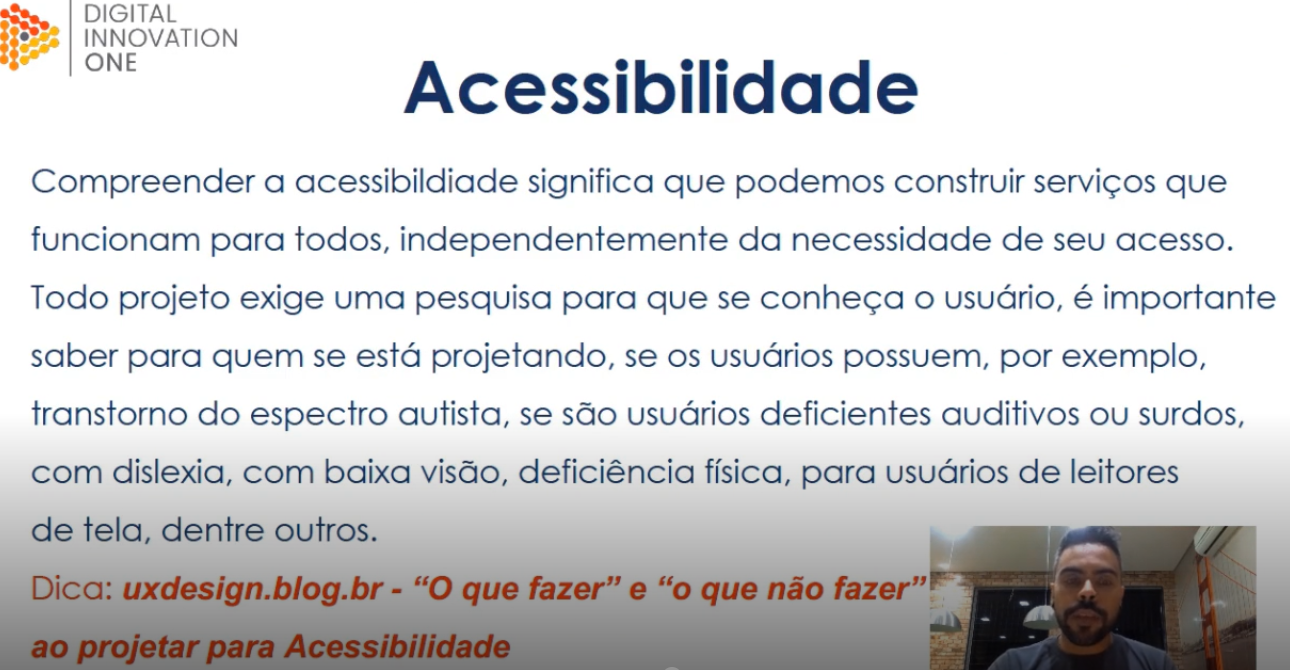 DIGITAL
INNOVATION
ONE
Acessibilidade
Compreender a acessibildiade significa que podemos construir serviços que
funcionam para todos, independentemente da necessidade de seu acesso.
Todo projeto exige uma pesquisa para que se conheça o usuário, é importante
saber para quem se está projetando, se os usuários possuem, por exemplo,
transtorno do espectro autista, se são usuários deficientes auditivos ou surdos,
com dislexia, com baixa visão, deficiência física, para usuários de leitores
de tela, dentre outros.
Dica: uxdesign.blog.br - “O que fazer” e “o que não fazer”
ao projetar para Acessibilidade